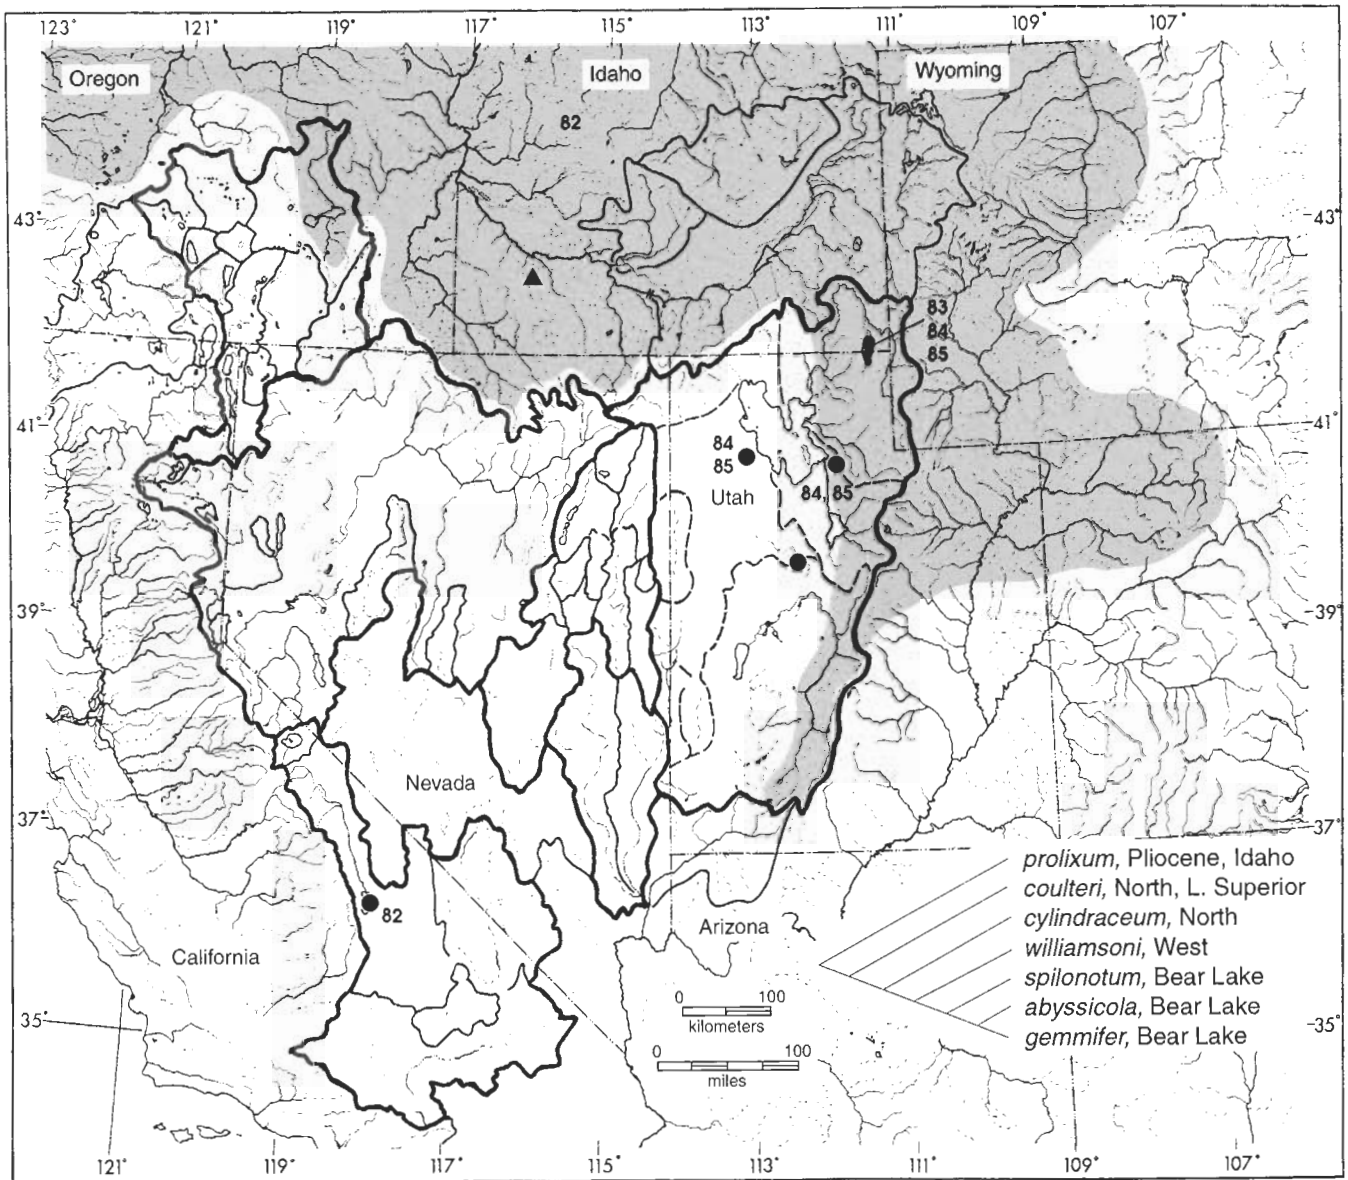 123° 121° 119° 117° 115° 113° 111° 109° 107°
Oregon Idaho Wyoming
82
43° 43°
83
84
85
41° 41°
84
85
84, 85
Utah
39° 39°
Nevada
37° 37°
prolixum, Pliocene, Idaho
coulteri, North, L. Superior
cylindraceum, North
williamsoni, West
spilonotum, Bear Lake
abyssicola, Bear Lake
gemmifer, Bear Lake
82
Arizona
California
0 100
kilometers
35° 35°
0 100
miles
121° 119° 117° 115° 113° 111° 109° 107°